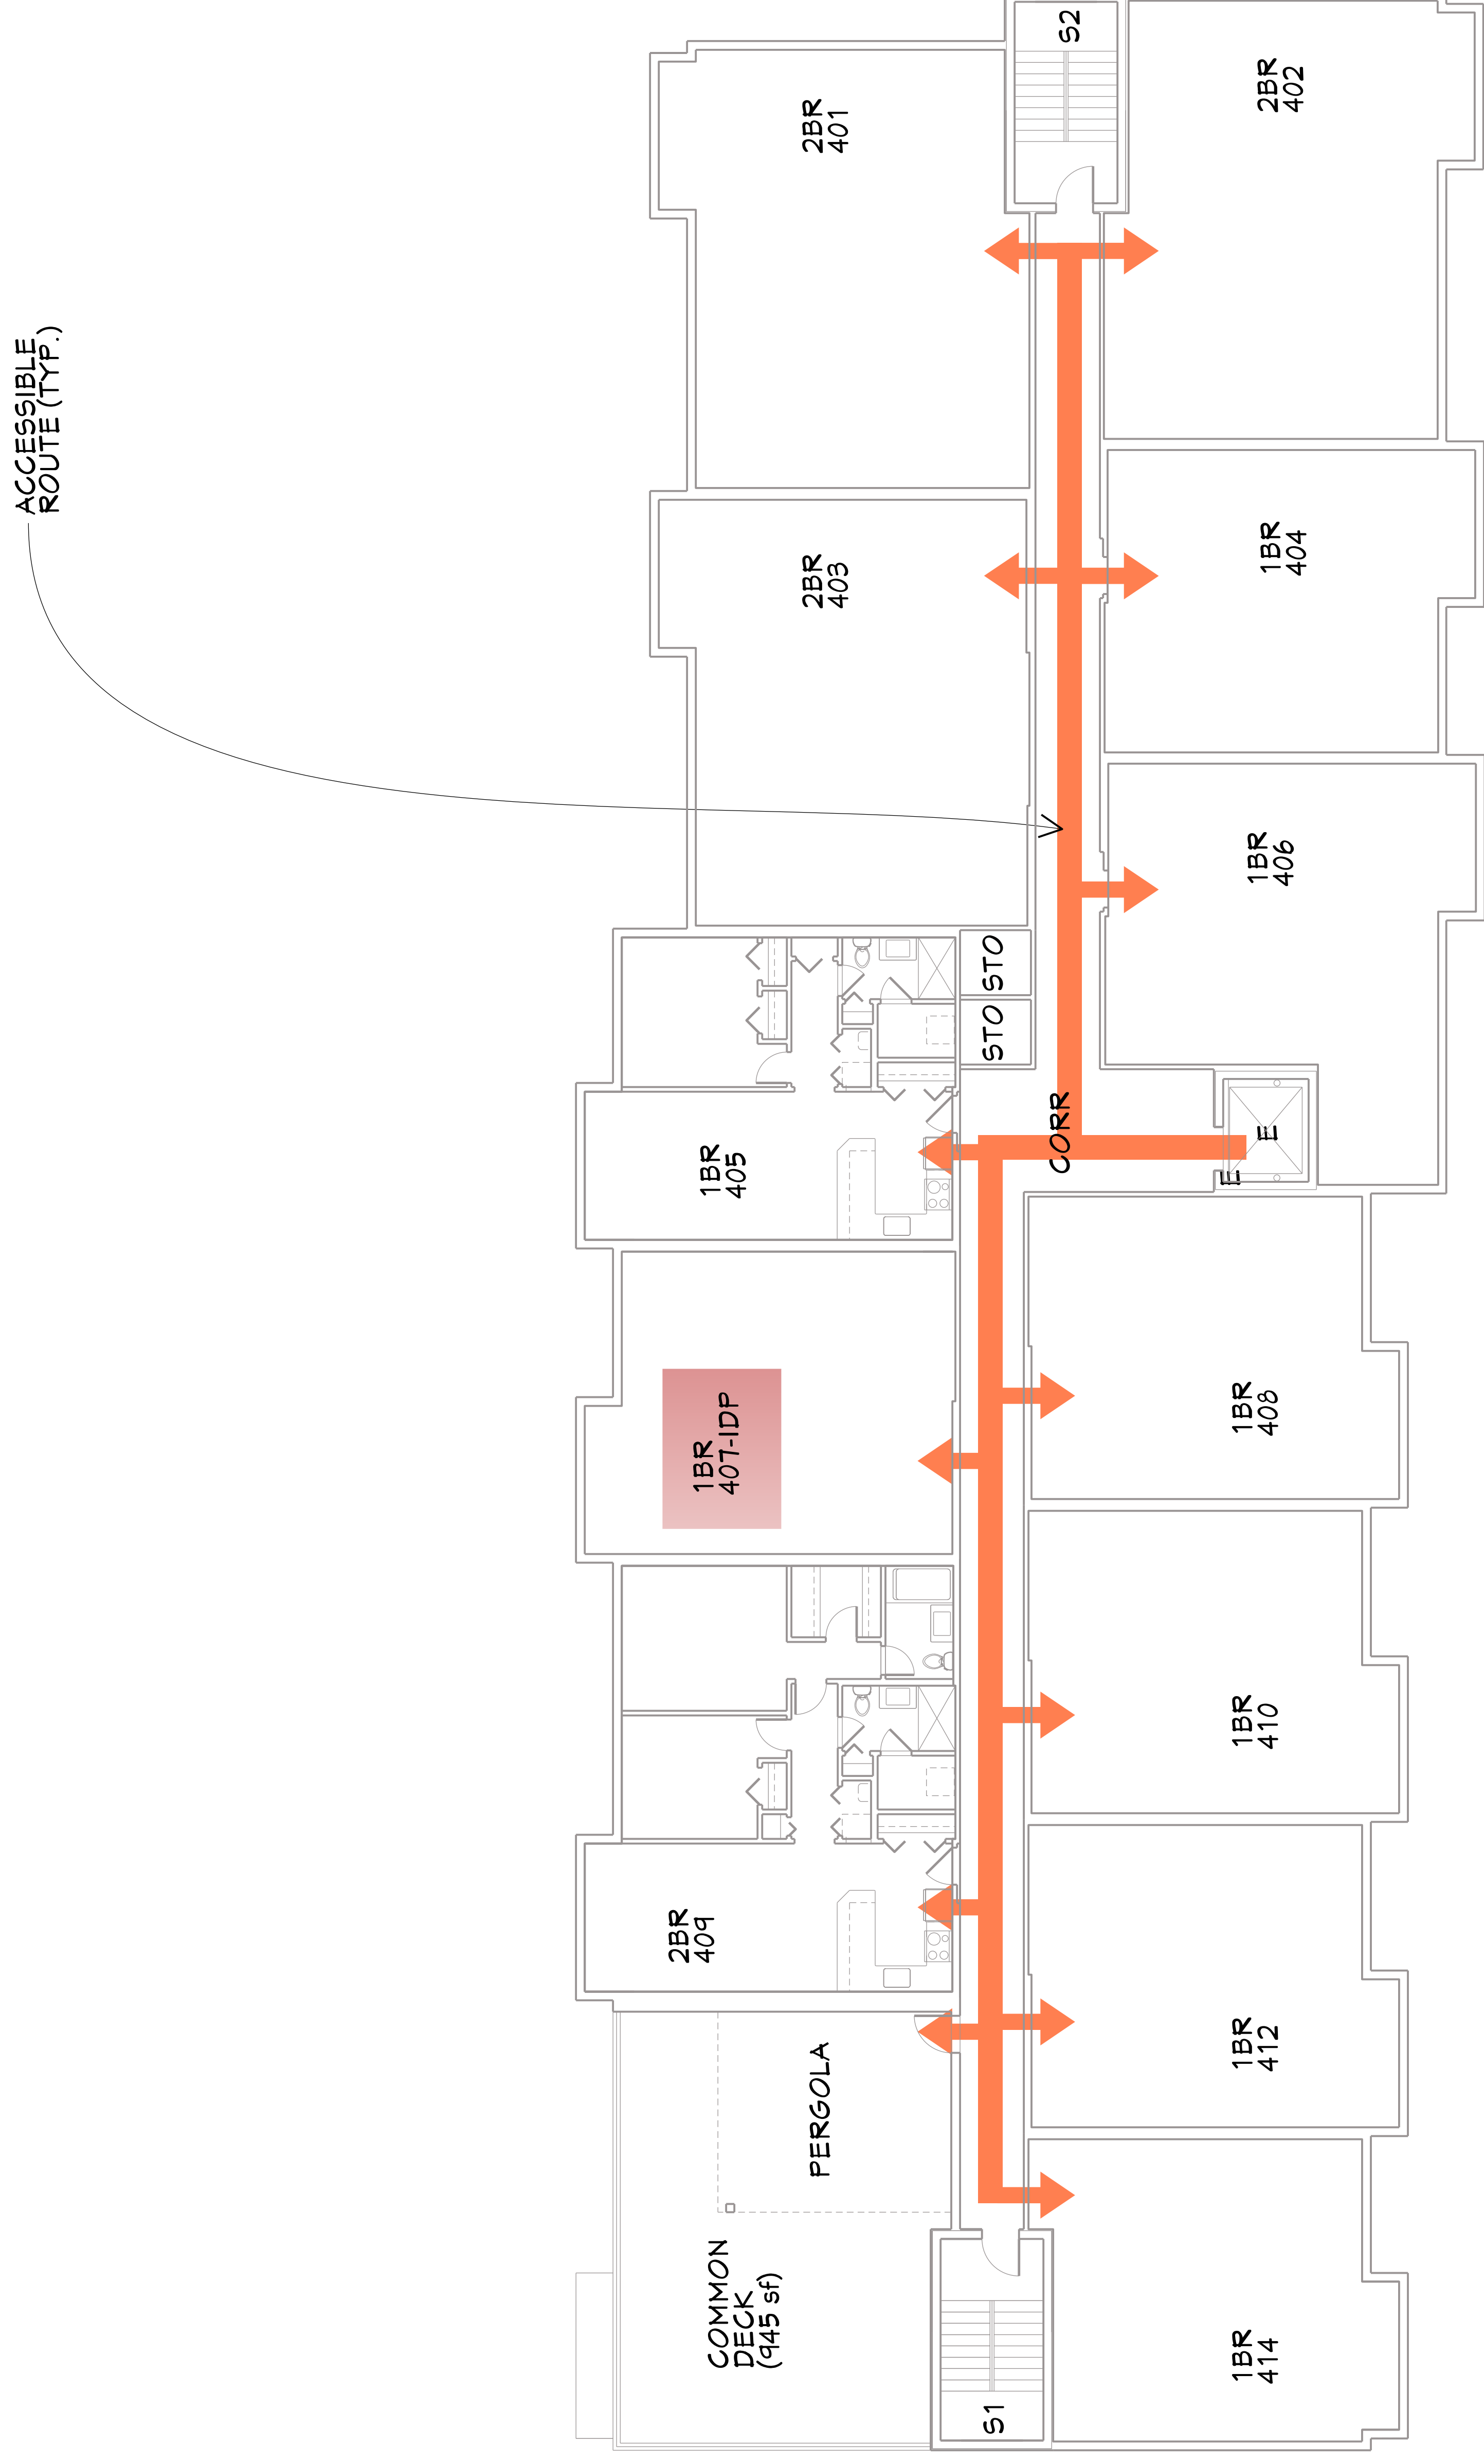 ACCESSIBLE
ROUTE (TYP.)
S2
2BR
401
2BR
402
2BR
403
1BR
404
1BR
406
STO
STO
CORR
E
E
1BR
405
1BR
407-IDP
1BR
408
1BR
410
2BR
409
1BR
412
PERGOLA
COMMON
DECK
(945 sf)
S1
1BR
414